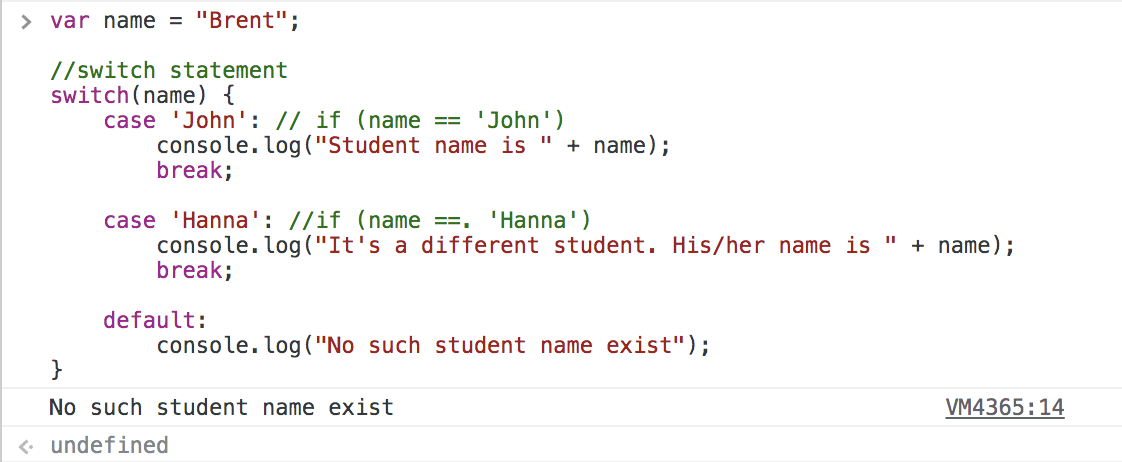 var name = "Brent";
//switch statement
switch(name) {
case 'John': // if (name == 'John')
console.log("Student name is " + name);
break;
case 'Hanna': //if (name ==. 'Hanna')
console.log("It's a different student. His/her name is " + name);
break;
default:
console.log("No such student name exist");
}
No such student name exist VM4365:14
undefined